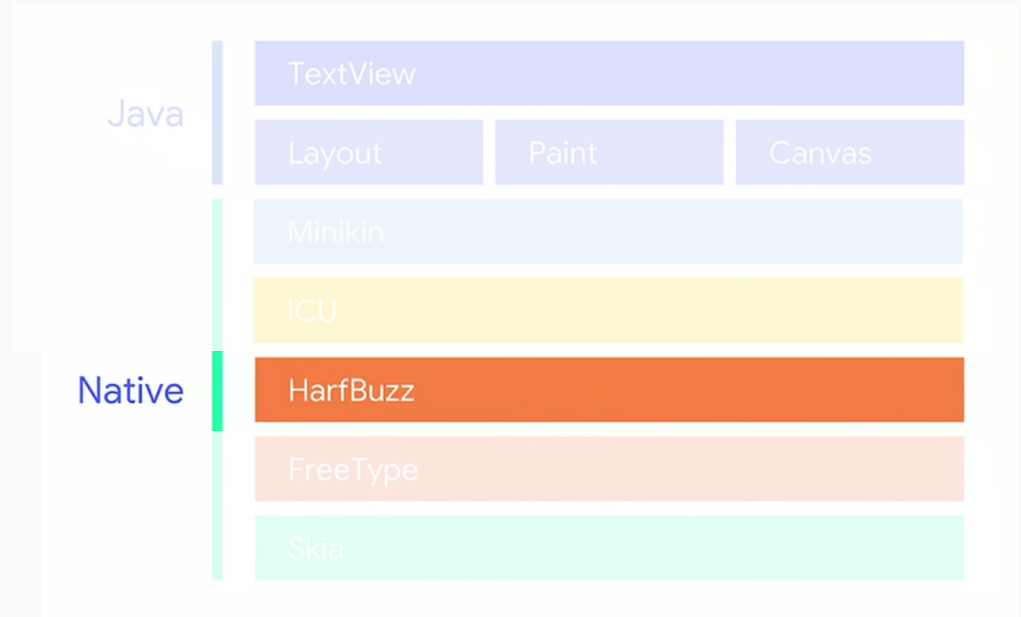 Java
TextView
Layout Paint Canvas
Minikin
ICU
Native
HarfBuzz
FreeType
Skia